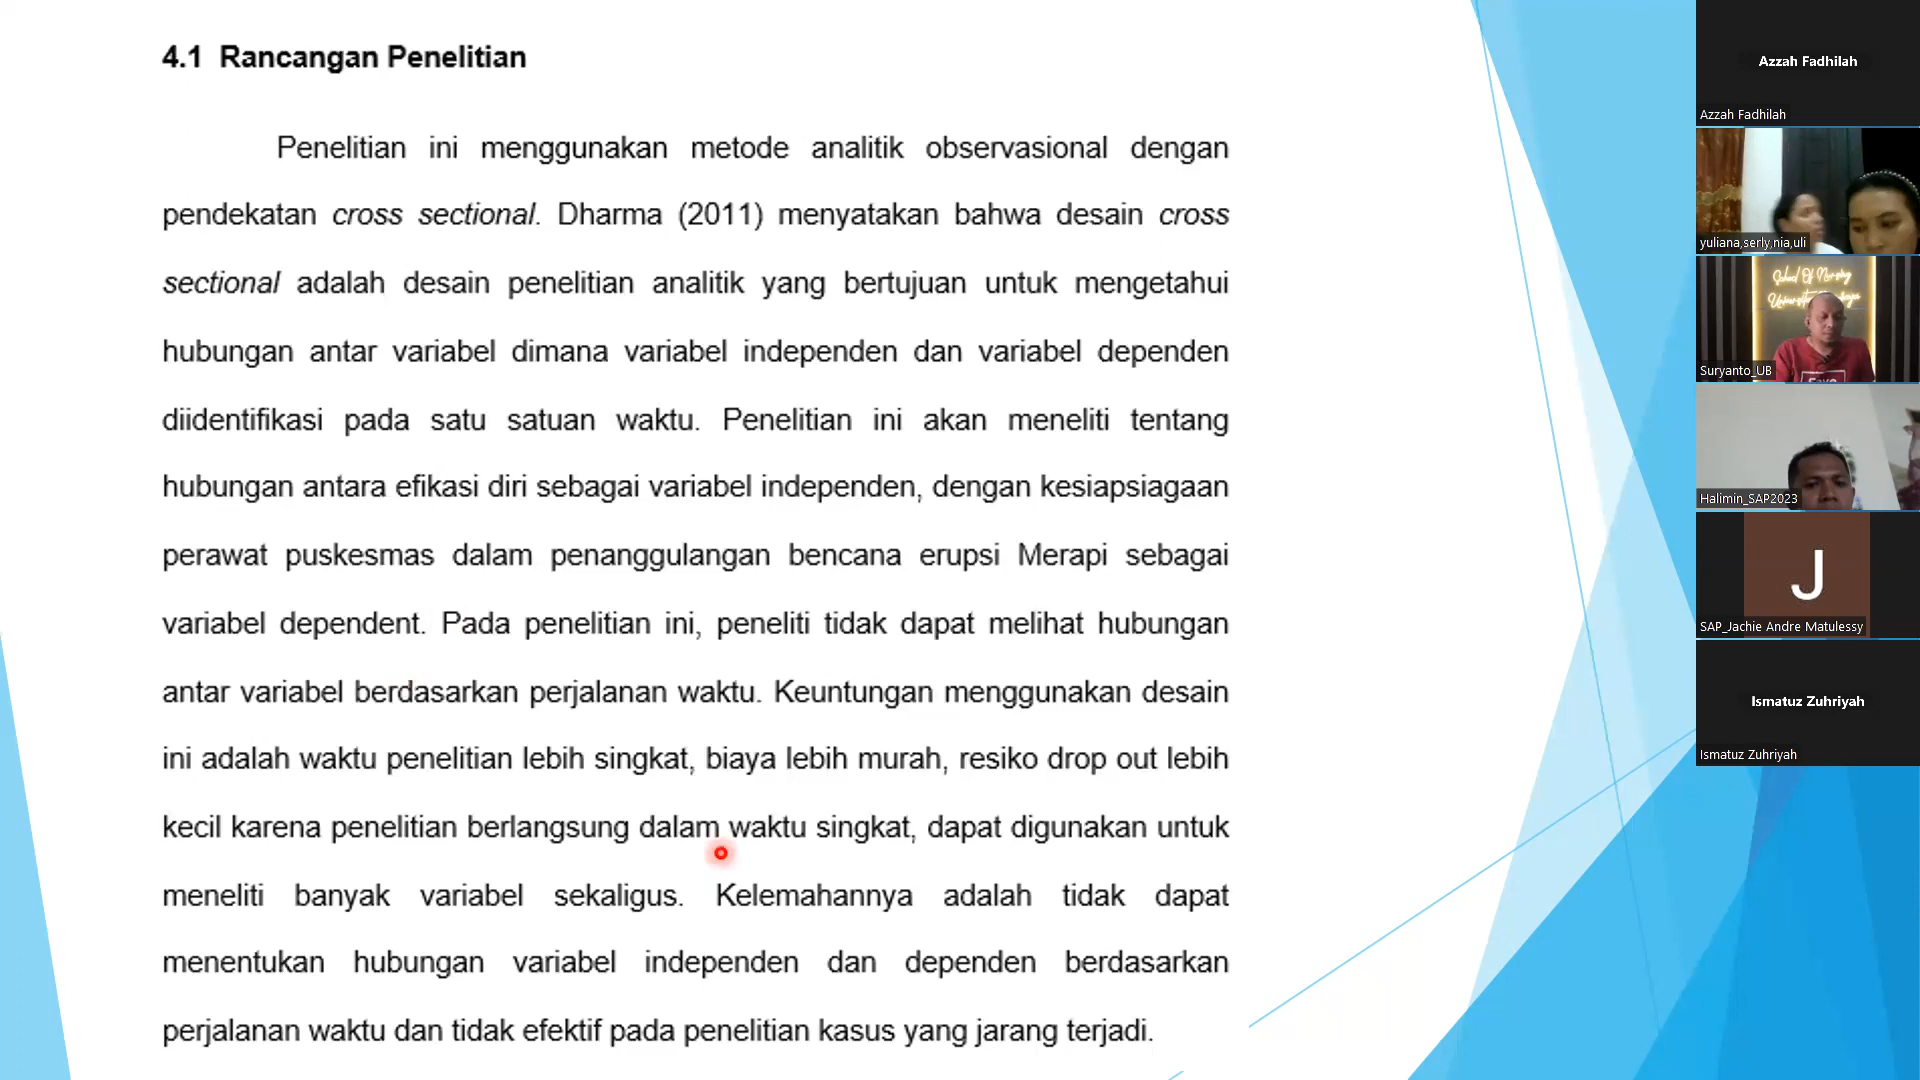 4.1 Rancangan Penelitian
Penelitian ini menggunakan metode analitik observasional dengan
pendekatan cross sectional. Dharma (2011) menyatakan bahwa desain cross
sectional adalah desain penelitian analitik yang bertujuan untuk mengetahui
hubungan antar variabel dimana variabel independen dan variabel dependen
diidentifikasi pada satu satuan waktu. Penelitian ini akan meneliti tentang
hubungan antara efikasi diri sebagai variabel independen, dengan kesiapsiagaan
perawat puskesmas dalam penanggulangan bencana erupsi Merapi sebagai
variabel dependent. Pada penelitian ini, peneliti tidak dapat melihat hubungan
antar variabel berdasarkan perjalanan waktu. Keuntungan menggunakan desain
ini adalah waktu penelitian lebih singkat, biaya lebih murah, resiko drop out lebih
kecil karena penelitian berlangsung dalam waktu singkat, dapat digunakan untuk
meneliti banyak variabel sekaligus. Kelemahannya adalah tidak dapat
menentukan hubungan variabel independen dan dependen berdasarkan
perjalanan waktu dan tidak efektif pada penelitian kasus yang jarang terjadi.
Azzah Fadhilah
Azzah Fadhilah
yuliana,serly,nia,uli
School Of Nursing
Suryanto_UB
Halimin_SAP2023
J
SAP_Jachie Andre Matulessy
Ismatuz Zuhriyah
Ismatuz Zuhriyah